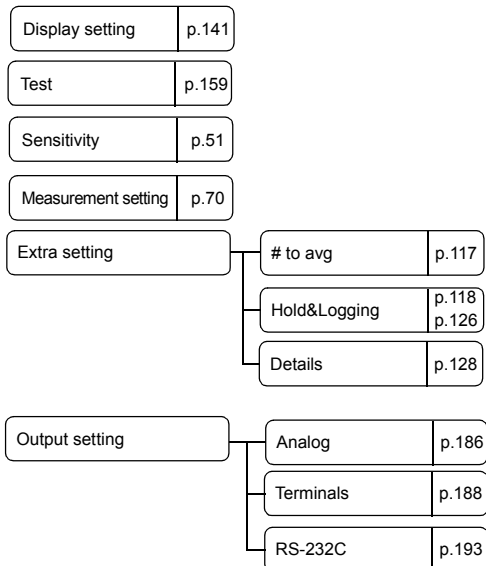 Display setting p.141
Test p.159
Sensitivity p.51
Measurement setting p.70
Extra setting # to avg p.117
Hold&Logging p.118
p.126
Details p.128
Output setting Analog p.186
Terminals p.188
RS-232C p.193